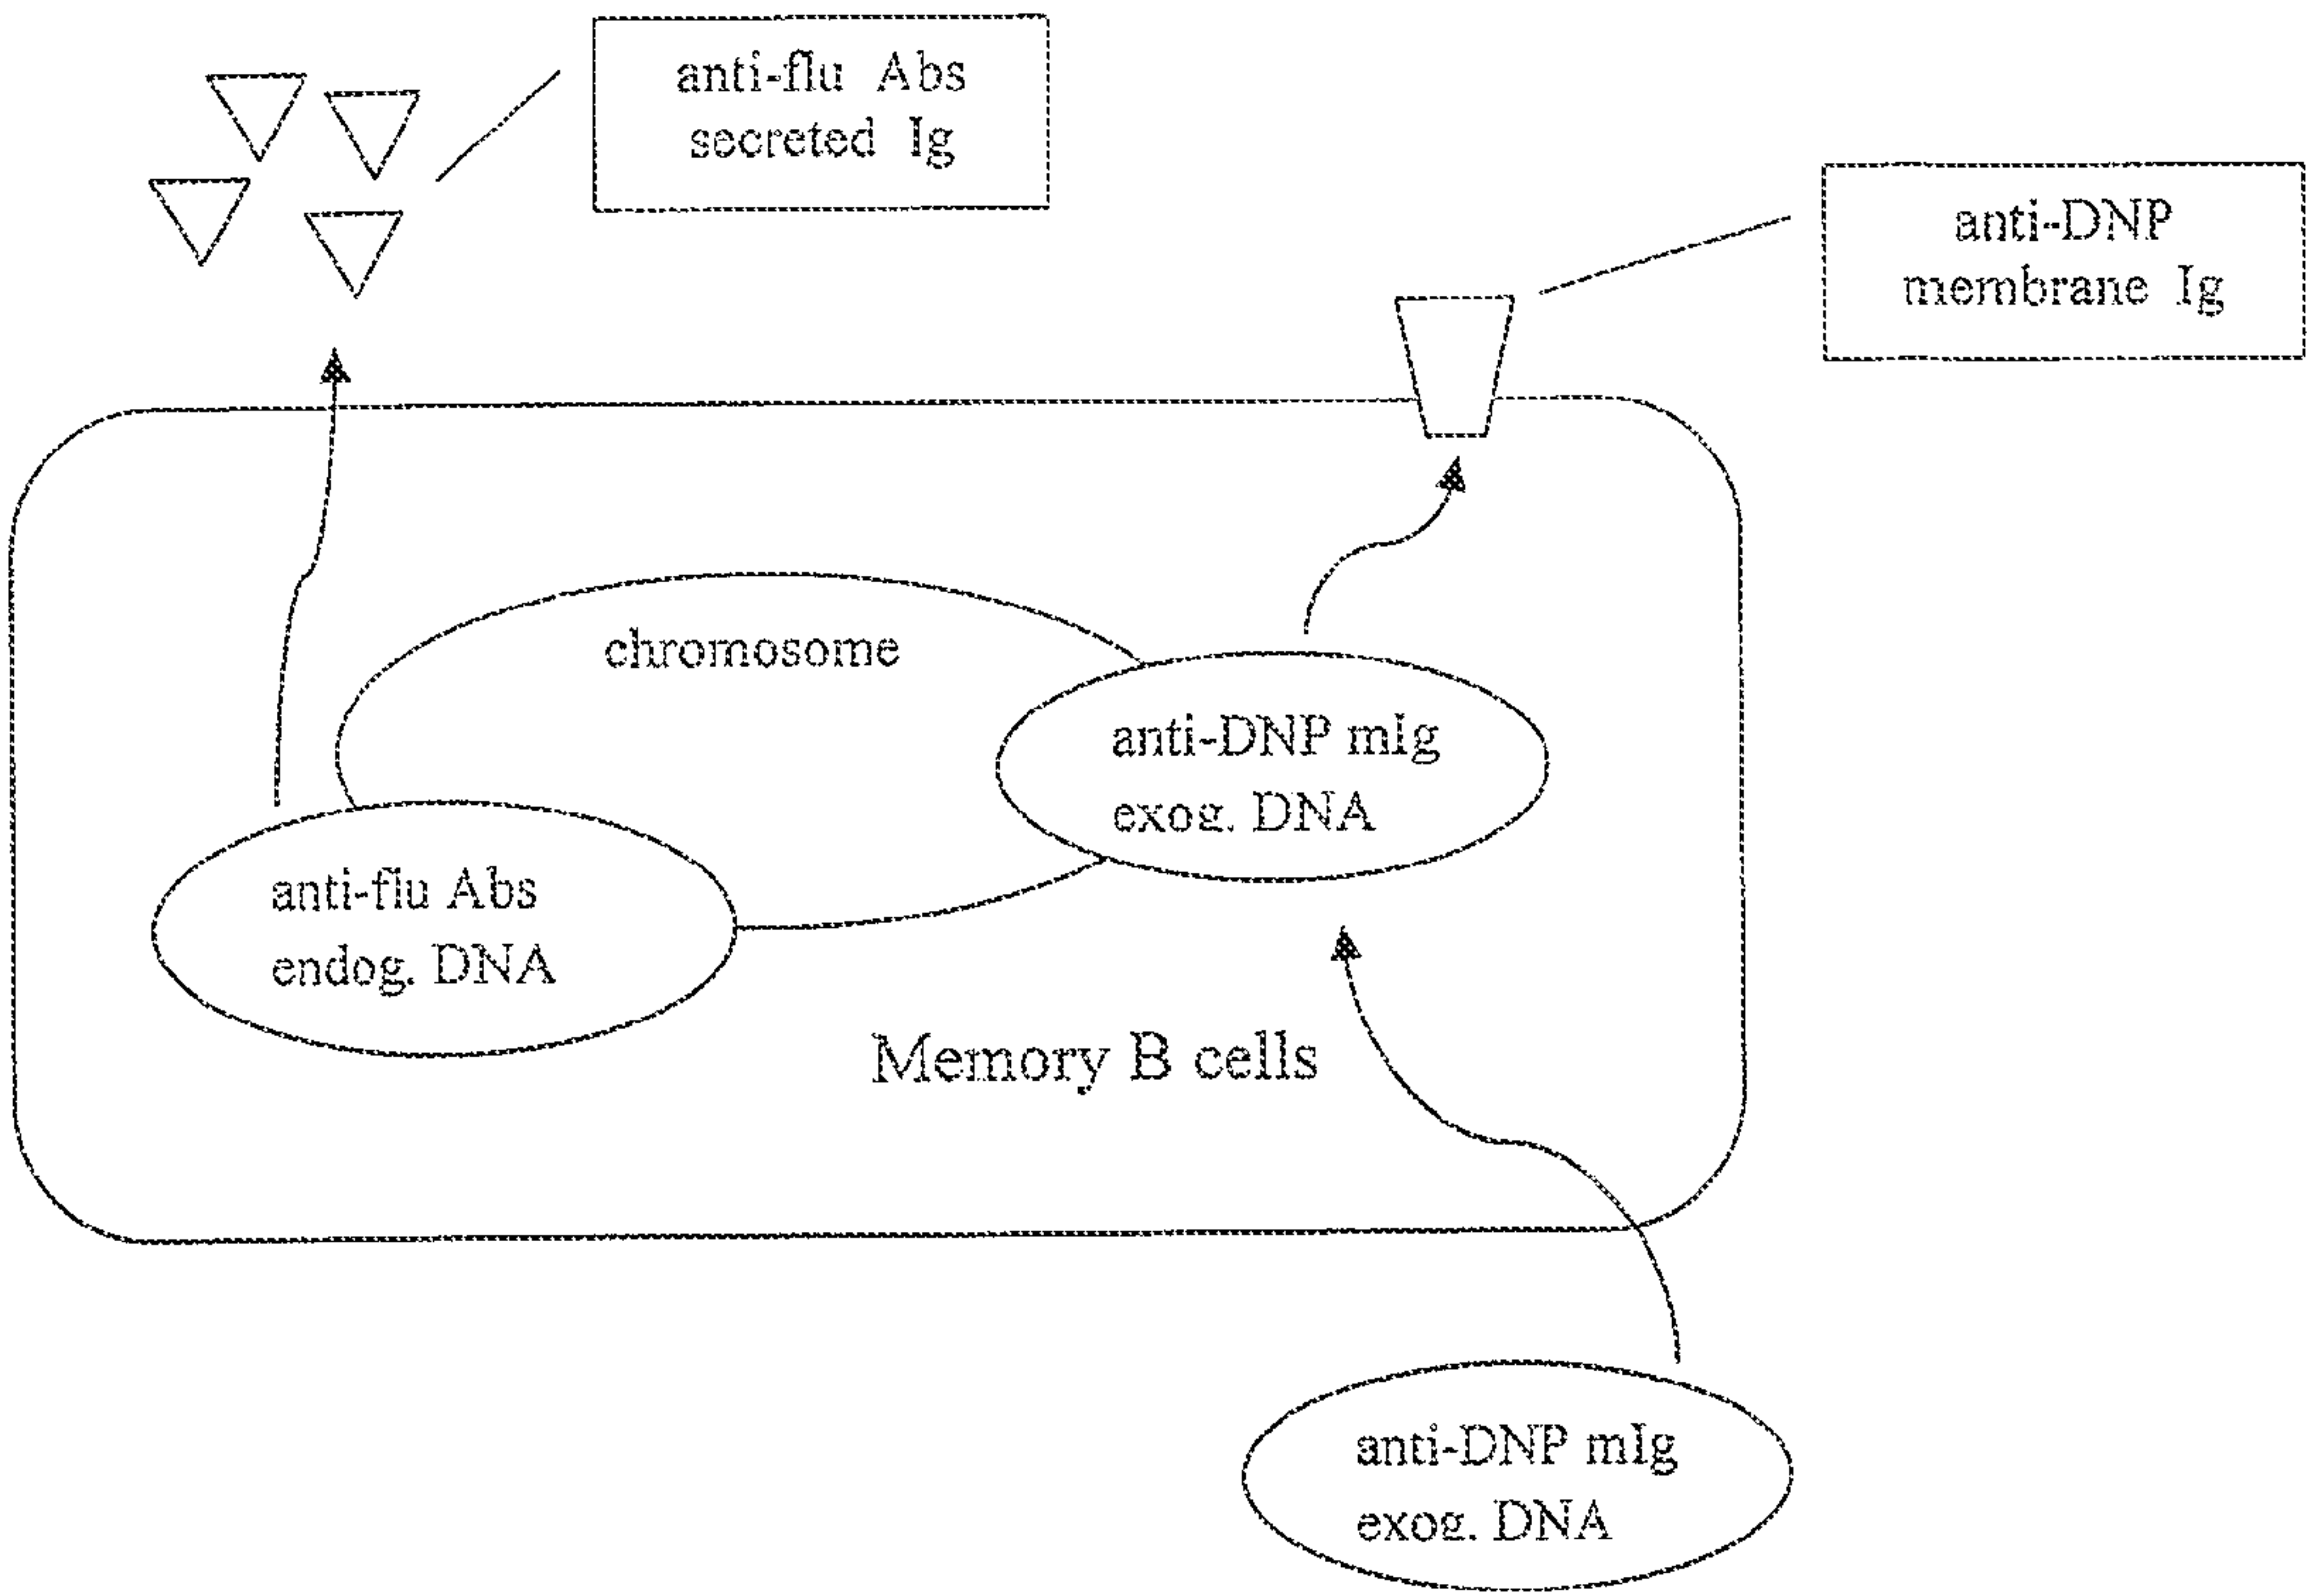 anti-flu Abs
secreted Ig
anti-DNP
membrane Ig
chromosome
anti-DNP mIg
exog. DNA
anti-flu Abs
endog. DNA
Memory B cells
anti-DNP mIg
exog. DNA